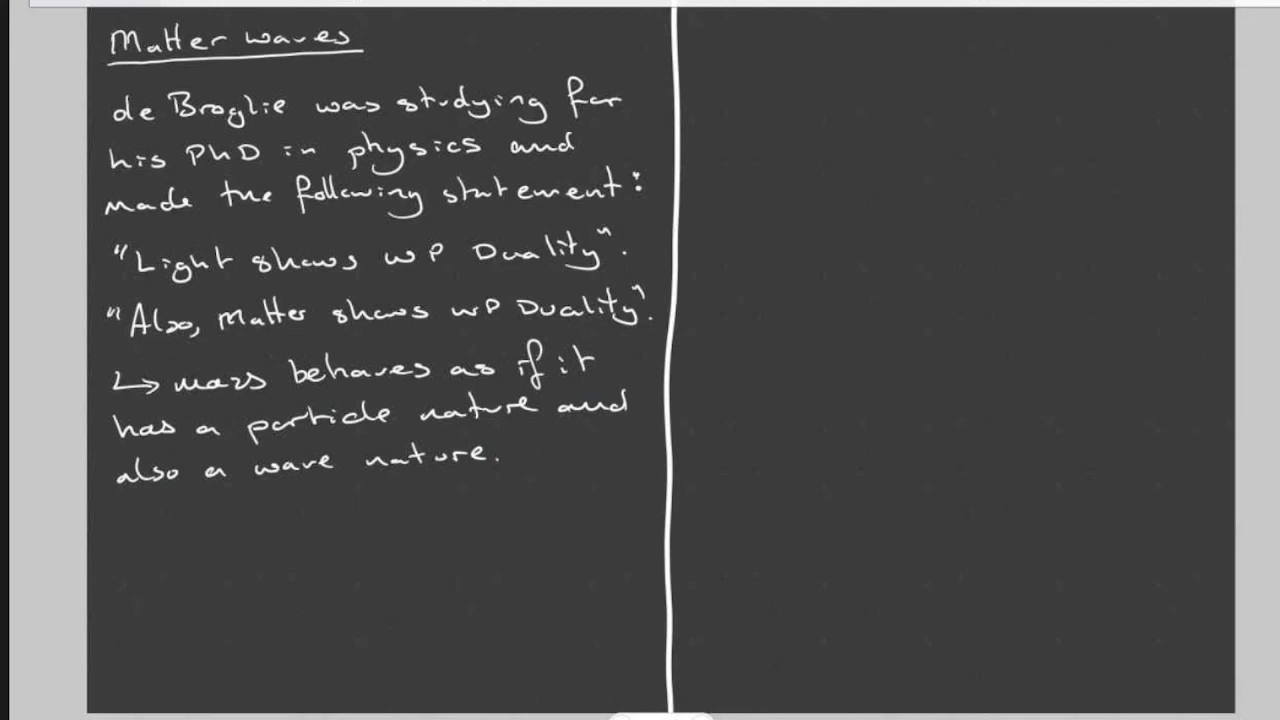 Matter waves
de Broglie was studying for
his PhD in physics and
made the following statement:
"Light shows WP Duality".
"Also, Matter shows WP Duality".
↳ mass behaves as if it
has a particle nature and
also a wave nature.